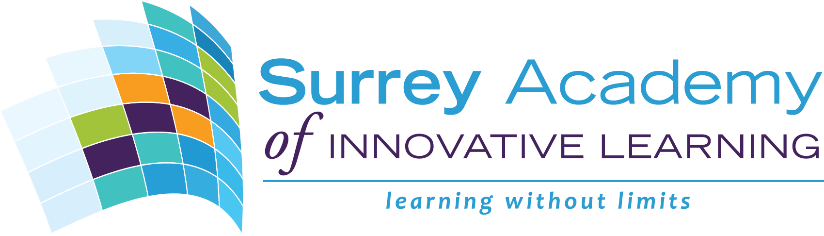 Surrey Academy
of INNOVATIVE LEARNING
learning without limits